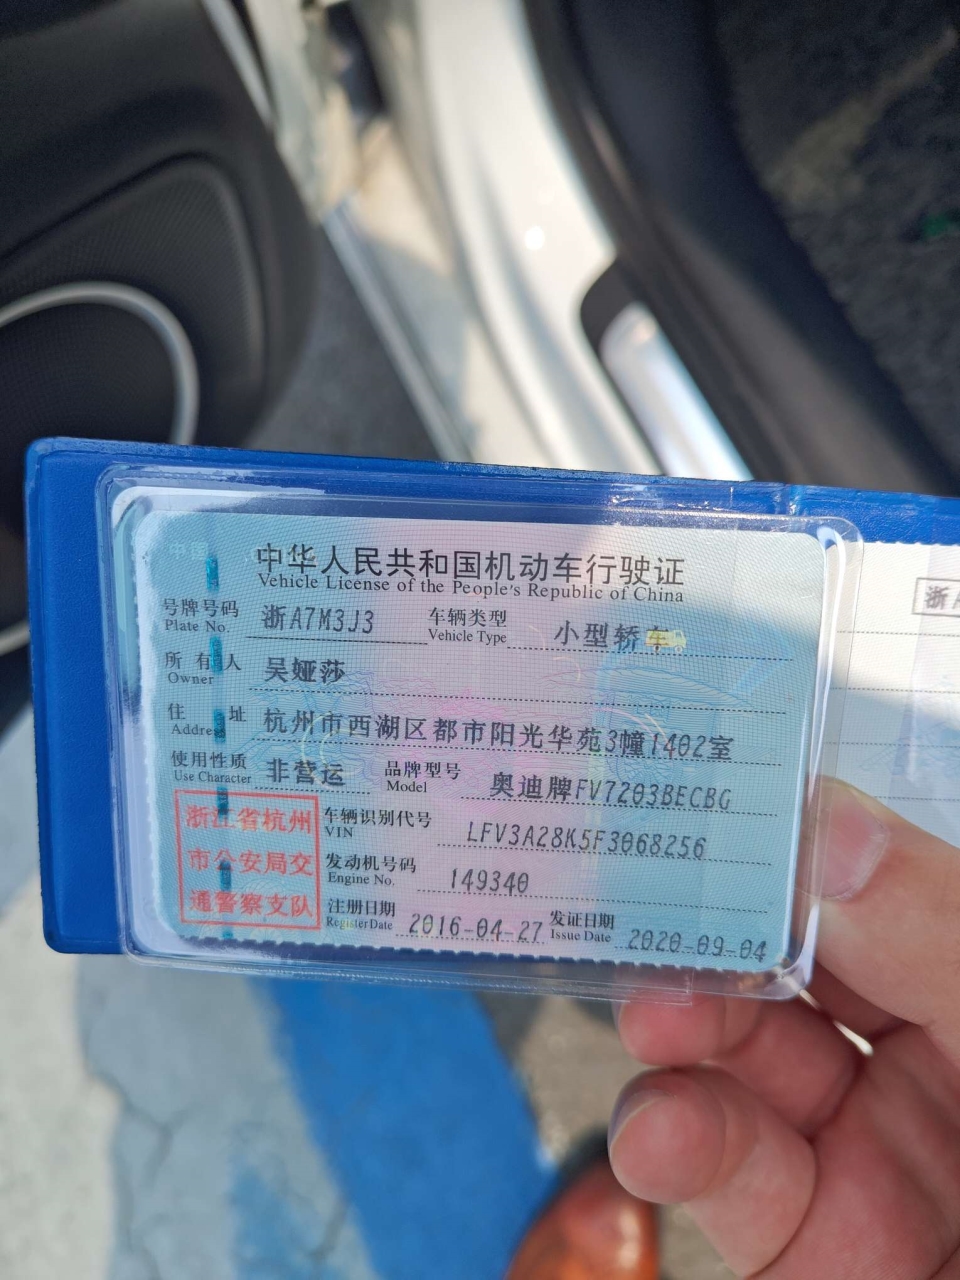 中华人民共和国机动车行驶证
Vehicle License of the People's Republic of China
号牌号码 浙A7M3J3 车辆类型 小型轿车
Plate No. Vehicle Type
所有人 吴娅莎
Owner
住址 杭州市西湖区都市阳光华苑3幢1402室
Address
使用性质 非营运 品牌型号 奥迪牌FV7203BECBG
Use Character Model
浙江省杭州
市公安局交
通警察支队
车辆识别代号 LFV3A28K5F3068256
VIN
发动机号码 149340
Engine No.
注册日期 2016-04-27 发证日期 2020-09-04
Register Date Issue Date
浙A